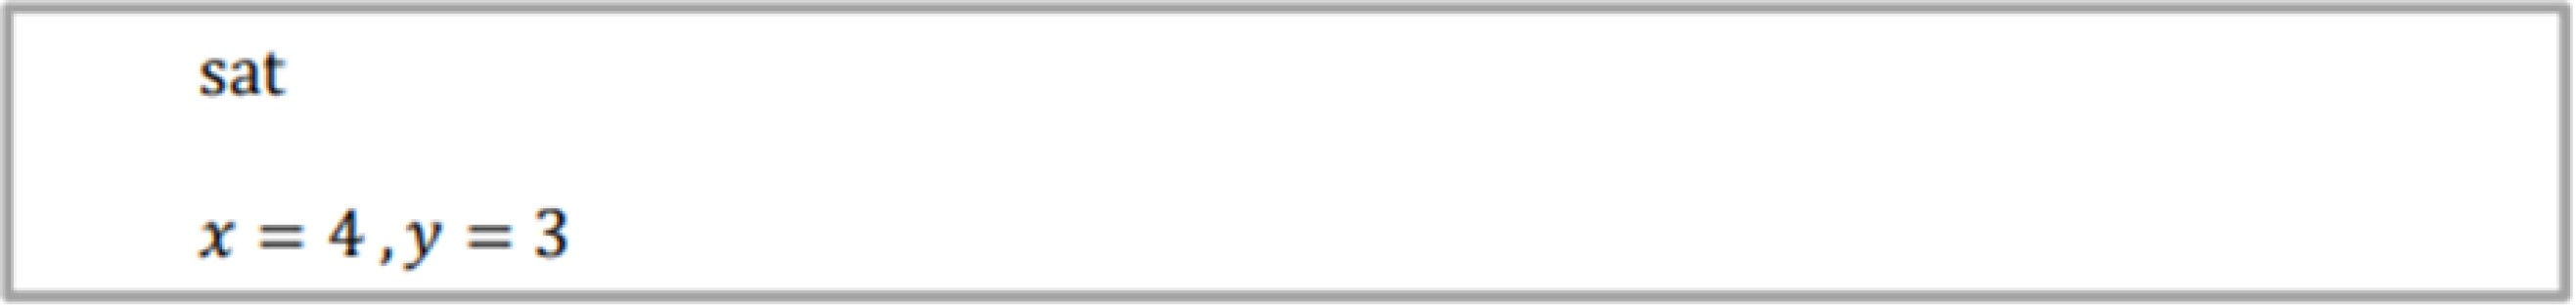 sat
x = 4 , y = 3